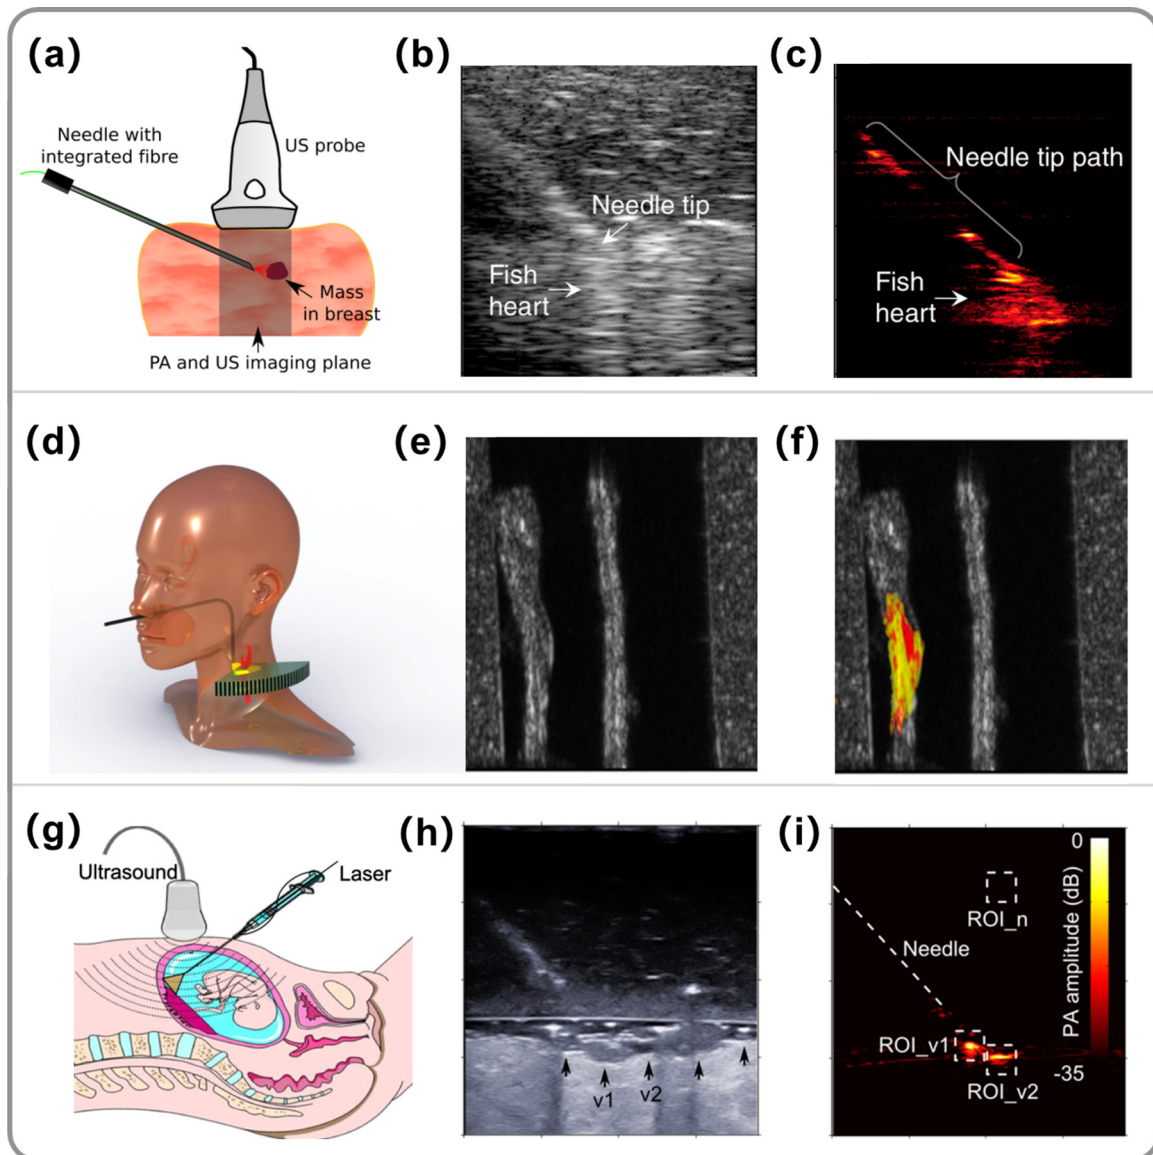 (a)
Needle with
integrated fibre
US probe
Mass
in breast
PA and US imaging plane
(b)
Needle tip
Fish
heart
(c)
Needle tip path
Fish
heart
(d)
(e)
(f)
(g)
Ultrasound
Laser
(h)
v1
v2
(i)
ROI_n
Needle
ROI_v1
ROI_v2
0
PA amplitude (dB)
-35